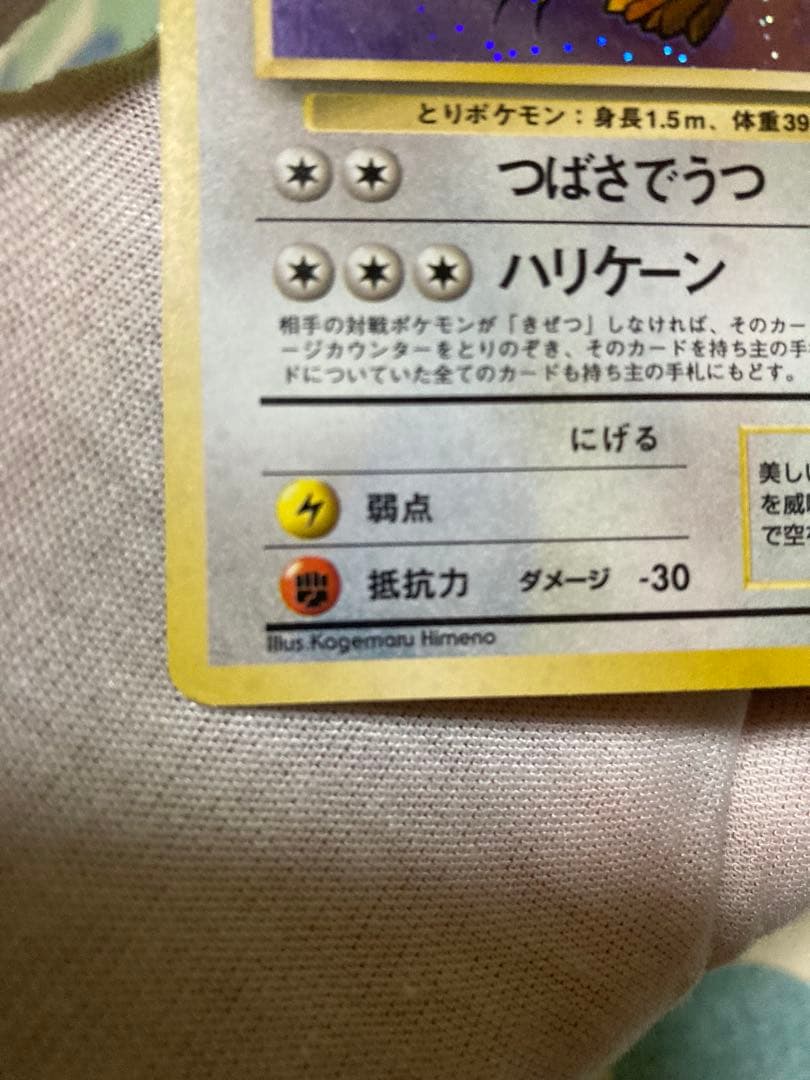 とりポケモン：身長1.5m、体重39
つばさでうつ
ハリケーン
相手の対戦ポケモンが「きぜつ」しなければ、そのカー
ージカウンターをとりのぞき、そのカードを持ち主の手
ドについていた全てのカードも持ち主の手札にもどす。
にげる
弱点
抵抗力 ダメージ -30
美し
を威
で空
Illus.Kagemaru Himeno